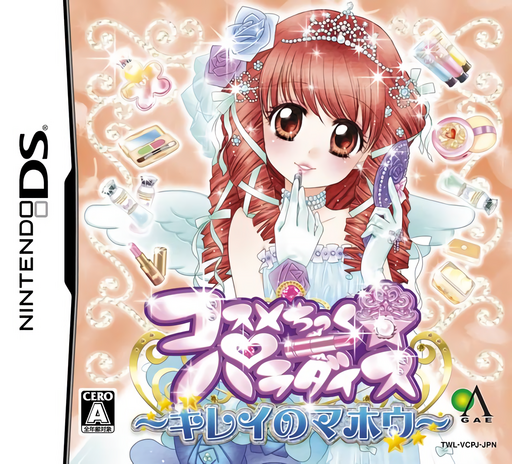 NINTENDO DS
コスメちっく
パラダイス
～キレイのマホウ～
CERO
A
全年齢対象
GAE
TWL-VCPJ-JPN